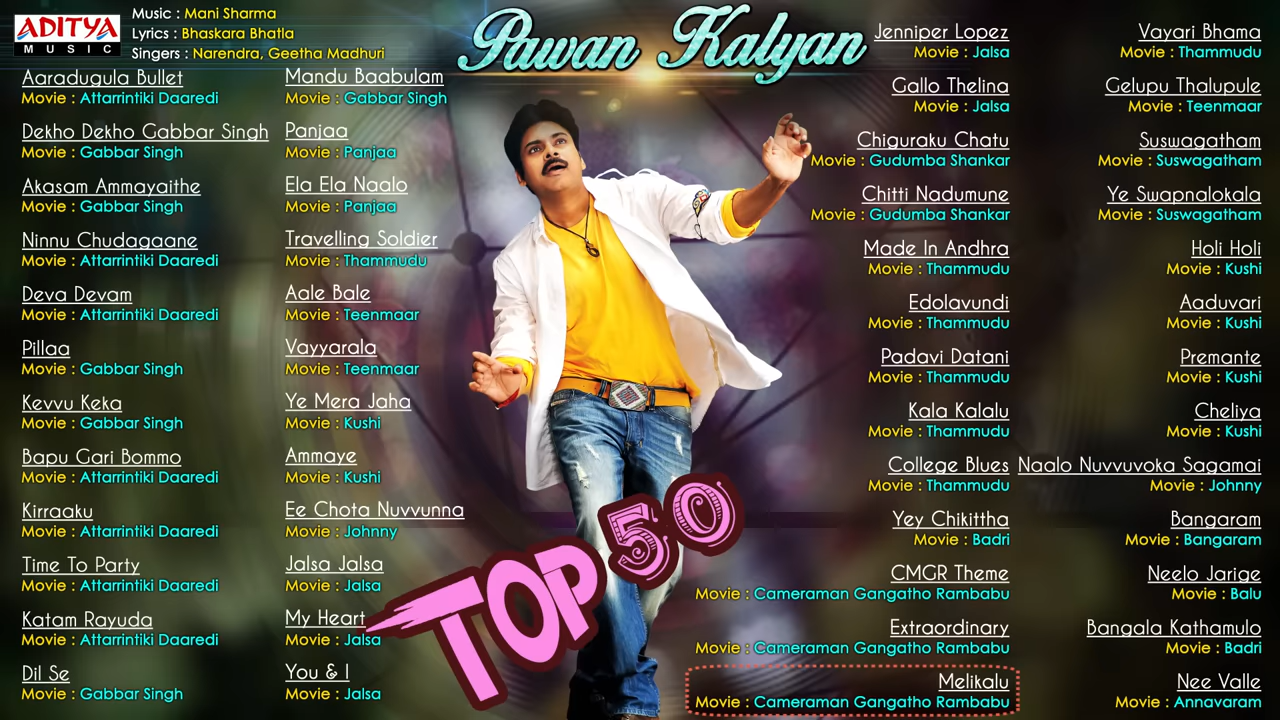 ADITYA
MUSIC
Music : Mani Sharma
Lyrics : Bhaskara Bhatla
Singers : Narendra, Geetha Madhuri
Pawan Kalyan
Aaradugula Bullet
Movie : Attarrintiki Daaredi
Dekho Dekho Gabbar Singh
Movie : Gabbar Singh
Akasam Ammayaithe
Movie : Gabbar Singh
Ninnu Chudagaane
Movie : Attarrintiki Daaredi
Deva Devam
Movie : Attarrintiki Daaredi
Pillaa
Movie : Gabbar Singh
Kevvu Keka
Movie : Gabbar Singh
Bapu Gari Bommo
Movie : Attarrintiki Daaredi
Kirraaku
Movie : Attarrintiki Daaredi
Time To Party
Movie : Attarrintiki Daaredi
Katam Rayuda
Movie : Attarrintiki Daaredi
Dil Se
Movie : Gabbar Singh
Mandu Baabulam
Movie : Gabbar Singh
Panjaa
Movie : Panjaa
Ela Ela Naalo
Movie : Panjaa
Travelling Soldier
Movie : Thammudu
Aale Bale
Movie : Teenmaar
Vayyarala
Movie : Teenmaar
Ye Mera Jaha
Movie : Kushi
Ammaye
Movie : Kushi
Ee Chota Nuvvunna
Movie : Johnny
Jalsa Jalsa
Movie : Jalsa
My Heart
Movie : Jalsa
You & I
Movie : Jalsa
TOP 50
Jenniper Lopez
Movie : Jalsa
Gallo Thelina
Movie : Jalsa
Chiguraku Chatu
Movie : Gudumba Shankar
Chitti Nadumune
Movie : Gudumba Shankar
Made In Andhra
Movie : Thammudu
Edolavundi
Movie : Thammudu
Padavi Datani
Movie : Thammudu
Kala Kalalu
Movie : Thammudu
College Blues
Movie : Thammudu
Yey Chikittha
Movie : Badri
CMGR Theme
Movie : Cameraman Gangatho Rambabu
Extraordinary
Movie : Cameraman Gangatho Rambabu
Melikalu
Movie : Cameraman Gangatho Rambabu
Vayari Bhama
Movie : Thammudu
Gelupu Thalupule
Movie : Teenmaar
Suswagatham
Movie : Suswagatham
Ye Swapnalokala
Movie : Suswagatham
Holi Holi
Movie : Kushi
Aaduvari
Movie : Kushi
Premante
Movie : Kushi
Cheliya
Movie : Kushi
Naalo Nuvvuvoka Sagamai
Movie : Johnny
Bangaram
Movie : Bangaram
Neelo Jarige
Movie : Balu
Bangala Kathamulo
Movie : Badri
Nee Valle
Movie : Annavaram